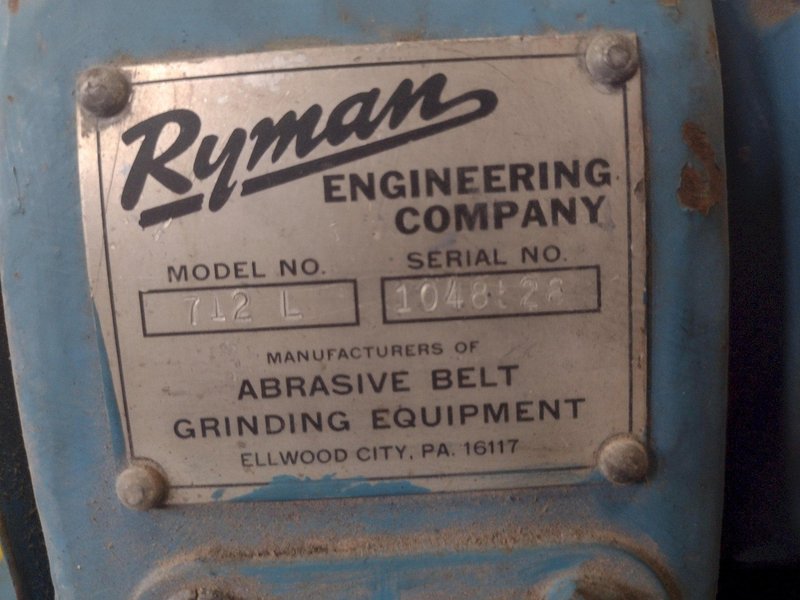 Ryman
ENGINEERING
COMPANY
MODEL NO.
SERIAL NO.
712 L
MANUFACTURERS OF
ABRASIVE BELT
GRINDING EQUIPMENT
ELLWOOD CITY, PA. 16117